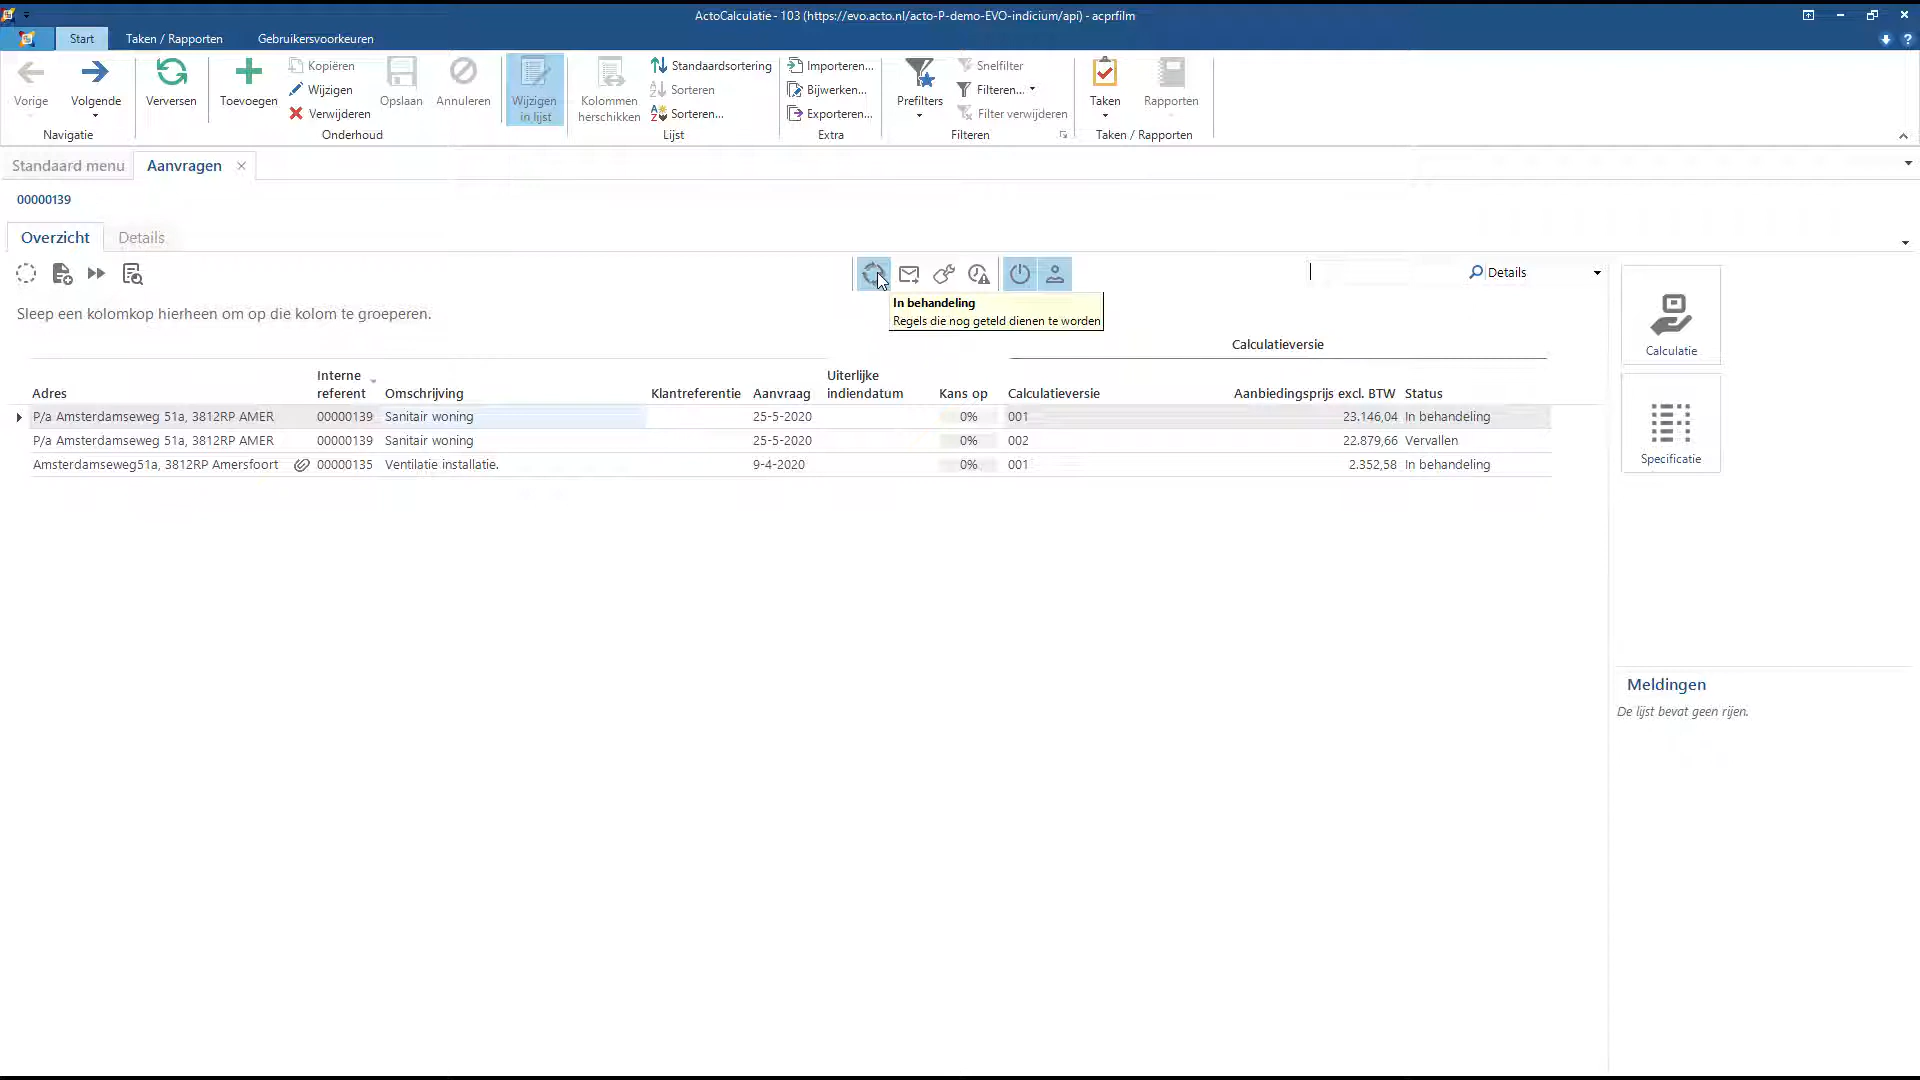 ActoCalculatie - 103 (https://evo.acto.nl/acto-P-demo-EVO-indicium/api) - acprfilm
Start Taken / Rapporten Gebruikersvoorkeuren
Vorige Volgende Verversen Toevoegen Kopiëren Wijzigen Verwijderen Opslaan Annuleren Wijzigen in lijst Kolommen herschikken Standaardsortering Sorteren Sorteren... Importeren... Bijwerken... Exporteren... Prefilters Snelfilter Filteren... Filter verwijderen Taken Rapporten
Navigatie Onderhoud Lijst Extra Filteren Taken / Rapporten
Standaard menu Aanvragen
00000139
Overzicht Details
Details
In behandeling
Regels die nog geteld dienen te worden
Sleep een kolomkop hierheen om op die kolom te groeperen.
Calculatieversie
Adres Interne referent Omschrijving Klantreferentie Aanvraag Uiterlijke indiendatum Kans op Calculatieversie Aanbiedingsprijs excl. BTW Status
P/a Amsterdamseweg 51a, 3812RP AMER 00000139 Sanitair woning 25-5-2020 0% 001 23.146,04 In behandeling
P/a Amsterdamseweg 51a, 3812RP AMER 00000139 Sanitair woning 25-5-2020 0% 002 22.879,66 Vervallen
Amsterdamseweg51a, 3812RP Amersfoort 00000135 Ventilatie installatie. 9-4-2020 0% 001 2.352,58 In behandeling
Calculatie
Specificatie
Meldingen
De lijst bevat geen rijen.